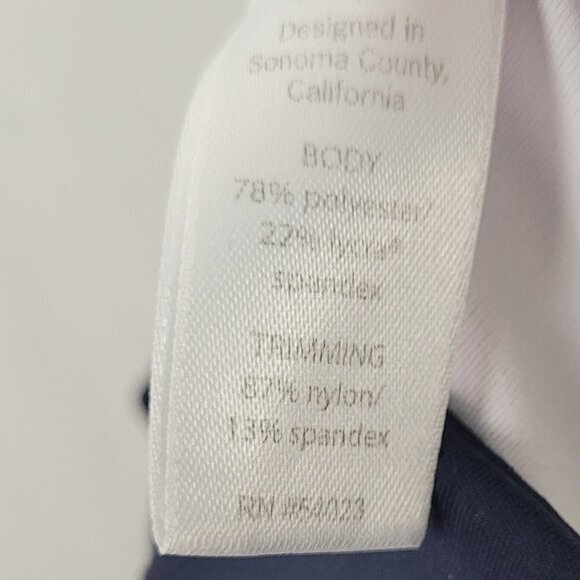 Designed in
Sonoma County,
California
BODY
78% polyester/
22% lycra®
spandex
TRIMMING
87% nylon/
13% spandex
RN #54023